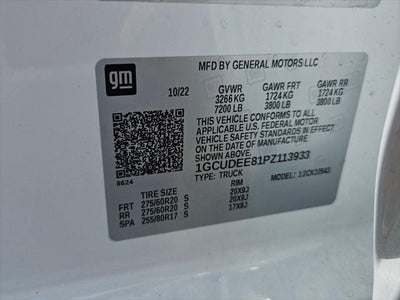 gm
MFD BY GENERAL MOTORS LLC
10/22 GVWR GAWR FRT GAWR RR
3266 KG 1724 KG 1724 KG
7200 LB 3800 LB 3800 LB
THIS VEHICLE CONFORMS TO ALL
APPLICABLE U.S. FEDERAL MOTOR
VEHICLE SAFETY STANDARDS IN EFFECT
ON THE DATE OF MANUFACTURE
SHOWN ABOVE
1GCUDEE81PZ113933
8624
TYPE: TRUCK MODEL: 13CK10543
TIRE SIZE RIM
FRT 275/60R20 S 20X9J
RR 275/60R20 S 20X9J
SPA 255/80R17 S 17X8J